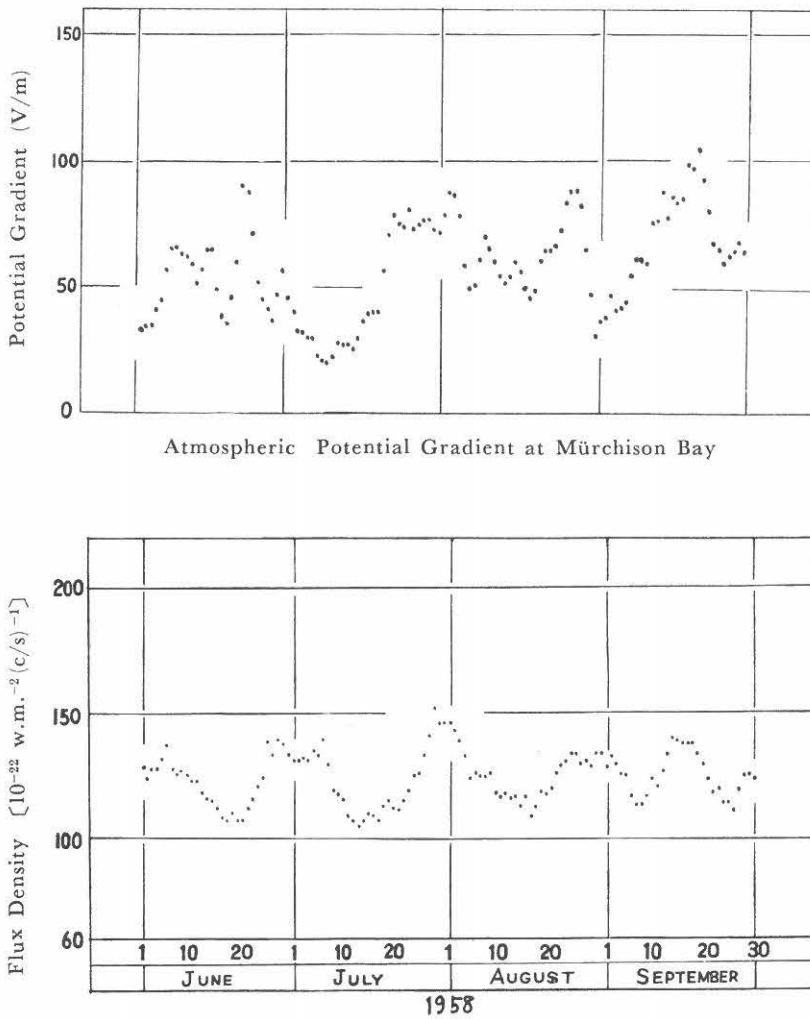 Potential Gradient (V/m)
150
100
50
0
Atmospheric Potential Gradient at Mürchison Bay
Flux Density [10⁻²² w.m.⁻² (c/s)⁻¹]
200
150
100
60
1 10 20 1 10 20 1 10 20 1 10 20 30
JUNE JULY AUGUST SEPTEMBER
1958